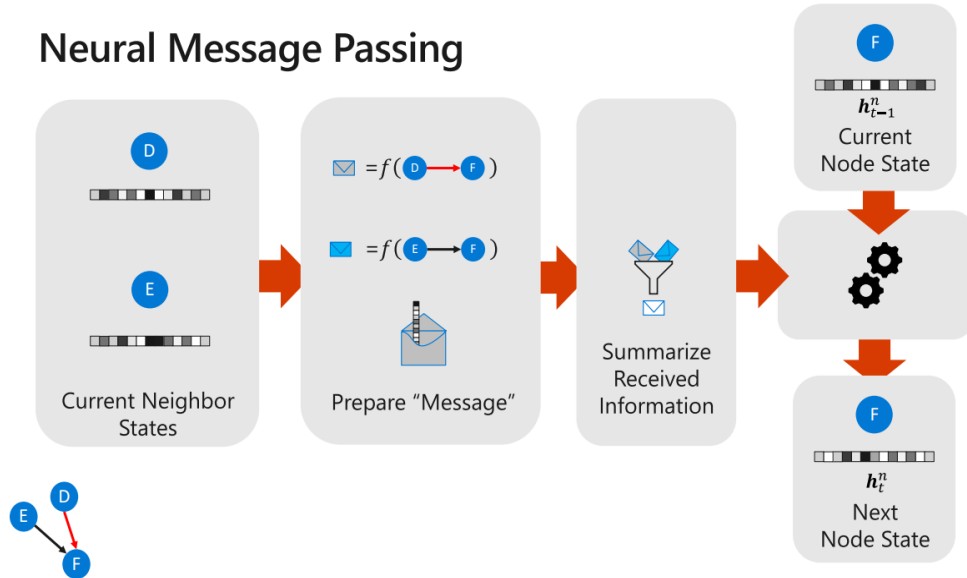 Neural Message Passing
D
E
Current Neighbor
States
= f( D F )
= f( E F )
Prepare “Message”
Summarize
Received
Information
F
h^n_{t-1}
Current
Node State
F
h^n_t
Next
Node State
D
E
F